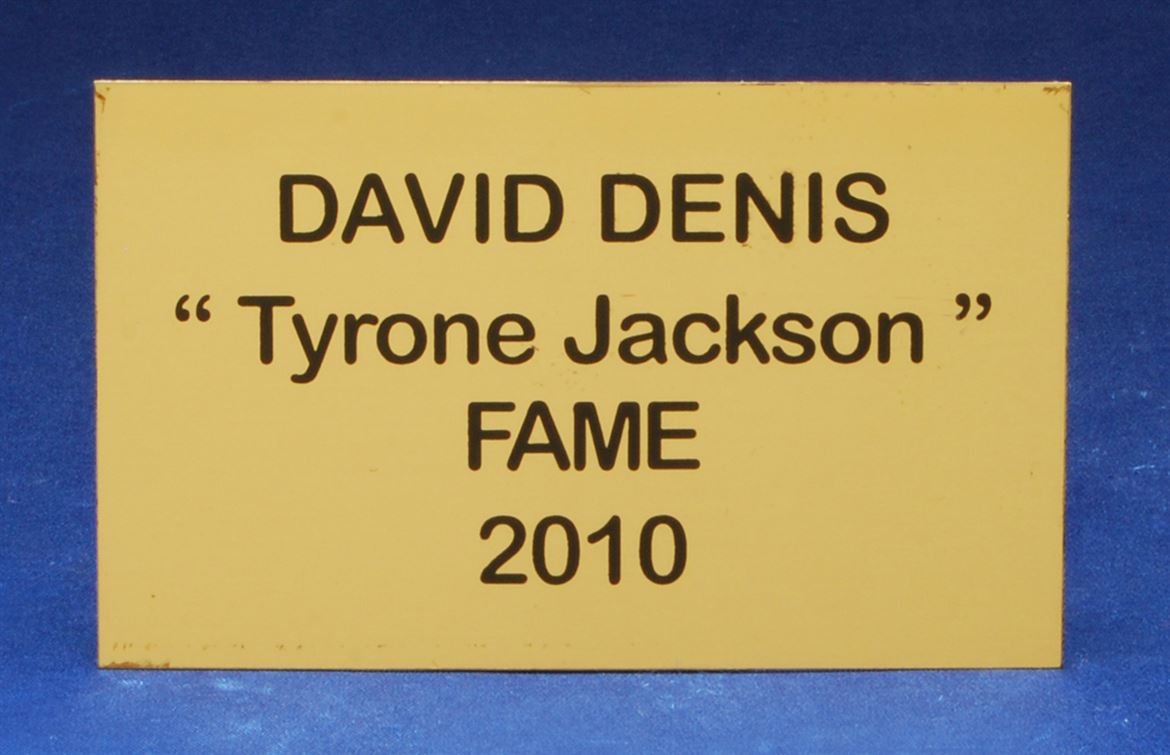 DAVID DENIS
“ Tyrone Jackson ”
FAME
2010